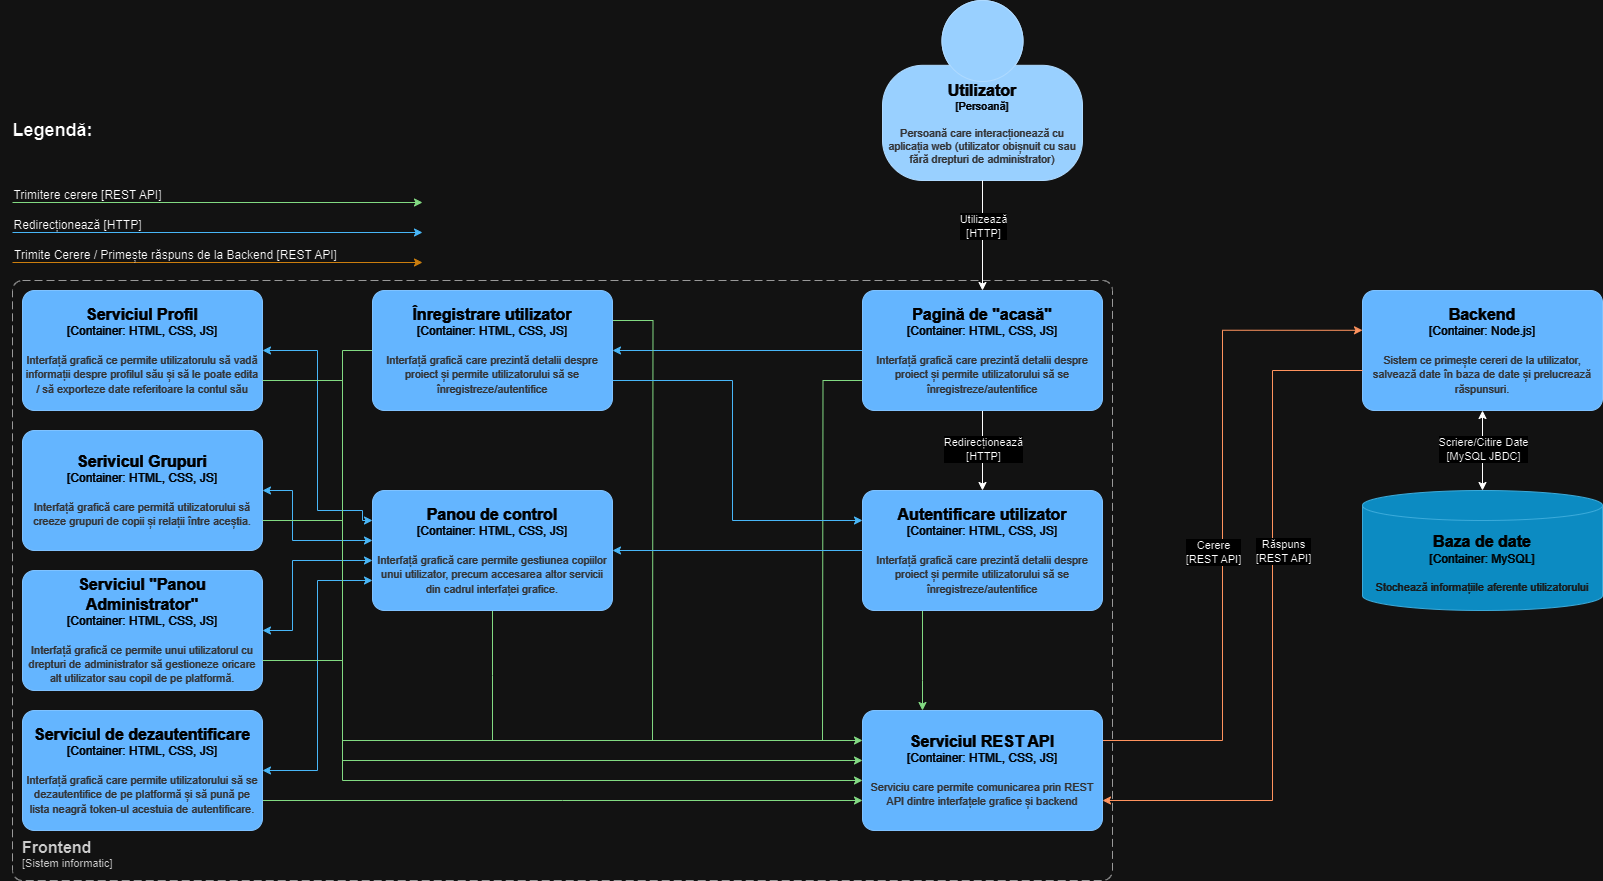 Utilizator
[Persoană]
Persoană care interacționează cu
aplicația web (utilizator obișnuit cu sau
fără drepturi de administrator)
Legendă:
Trimitere cerere [REST API]
Redirecționează [HTTP]
Trimite Cerere / Primește răspuns de la Backend [REST API]
Utilizează
[HTTP]
Serviciul Profil
[Container: HTML, CSS, JS]
Interfață grafică ce permite utilizatorulu să vadă
informații despre profilul său și să le poate edita
/ să exporteze date referitoare la contul său
Înregistrare utilizator
[Container: HTML, CSS, JS]
Interfață grafică care prezintă detalii despre
proiect și permite utilizatorului să se
înregistreze/autentifice
Pagină de "acasă"
[Container: HTML, CSS, JS]
Interfață grafică care prezintă detalii despre
proiect și permite utilizatorului să se
înregistreze/autentifice
Backend
[Container: Node.js]
Sistem ce primește cereri de la utilizator,
salvează date în baza de date și prelucrează
răspunsuri.
Redirecționează
[HTTP]
Scriere/Citire Date
[MySQL JBDC]
Serivicul Grupuri
[Container: HTML, CSS, JS]
Interfață grafică care permită utilizatorului să
creeze grupuri de copii și relații între aceștia.
Panou de control
[Container: HTML, CSS, JS]
Interfață grafică care permite gestiunea copiilor
unui utilizator, precum accesarea altor servicii
din cadrul interfaței grafice.
Autentificare utilizator
[Container: HTML, CSS, JS]
Interfață grafică care prezintă detalii despre
proiect și permite utilizatorului să se
înregistreze/autentifice
Cerere
[REST API]
Răspuns
[REST API]
Baza de date
[Container: MySQL]
Stochează informațiile aferente utilizatorului
Serviciul "Panou
Administrator"
[Container: HTML, CSS, JS]
Interfață grafică ce permite unui utilizatorul cu
drepturi de administrator să gestioneze oricare
alt utilizator sau copil de pe platformă.
Serviciul de dezautentificare
[Container: HTML, CSS, JS]
Interfață grafică care permite utilizatorului să se
dezautentifice de pe platformă și să pună pe
lista neagră token-ul acestuia de autentificare.
Serviciul REST API
[Container: HTML, CSS, JS]
Serviciu care permite comunicarea prin REST
API dintre interfațele grafice și backend
Frontend
[Sistem informatic]